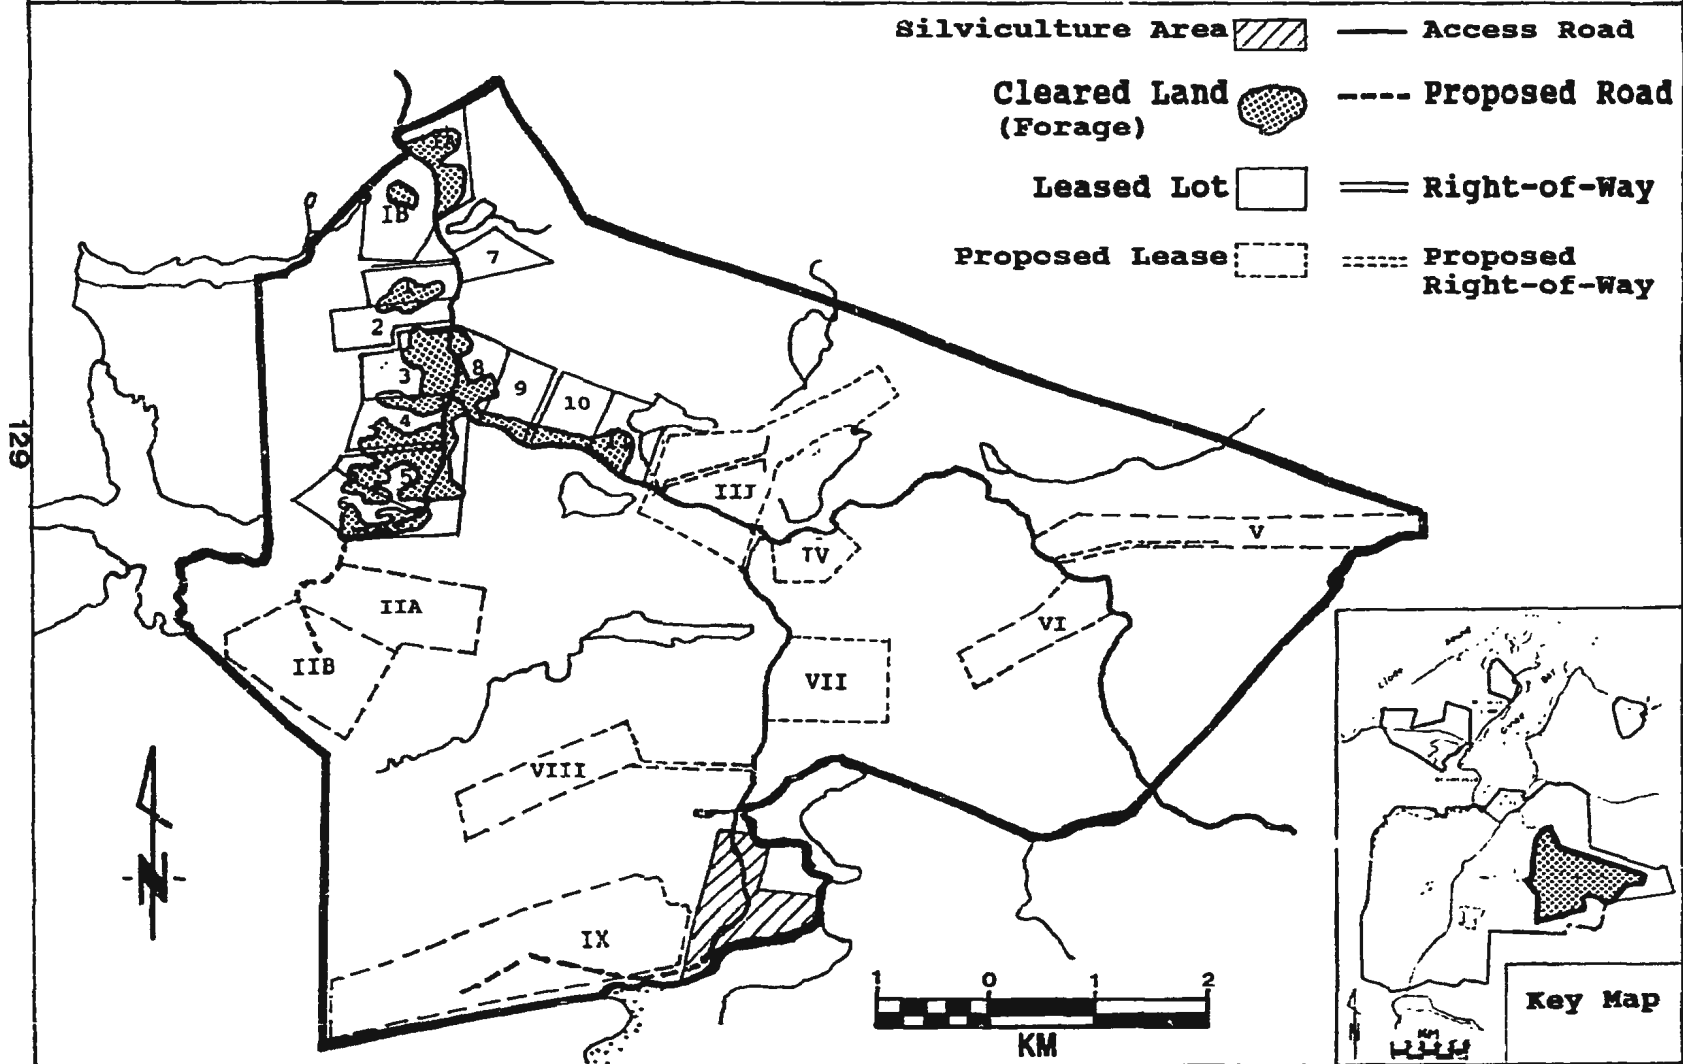 Silviculture Area
Access Road
Cleared Land
(Forage)
Proposed Road
Leased Lot
Right-of-Way
Proposed Lease
Proposed
Right-of-Way
IB
7
2
3
8
9
10
4
5
129
III
IV
V
IIA
VI
IIB
VII
VIII
IX
N
1 0 1 2
KM
KM
N
Key Map